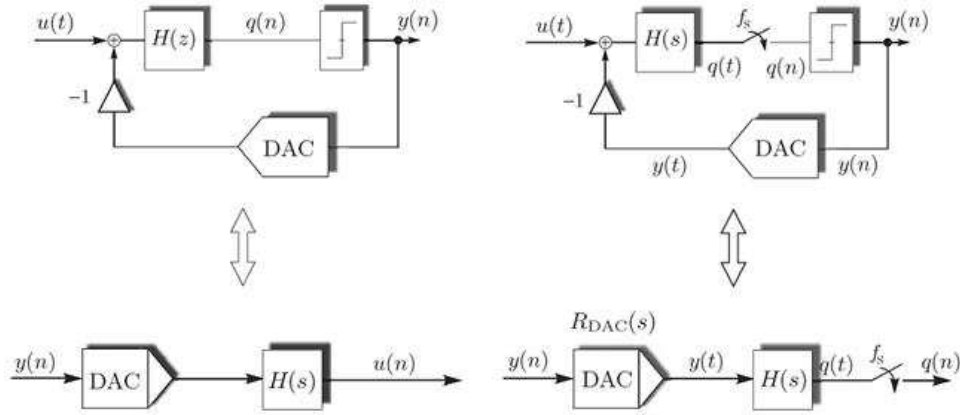 u(t) H(z) q(n) y(n)
−1
DAC
u(t) H(s) f_s y(n)
q(t) q(n)
−1
DAC
y(t) y(n)
y(n) DAC H(s) u(n)
R_DAC(s)
y(n) DAC y(t) H(s) q(t) f_s q(n)